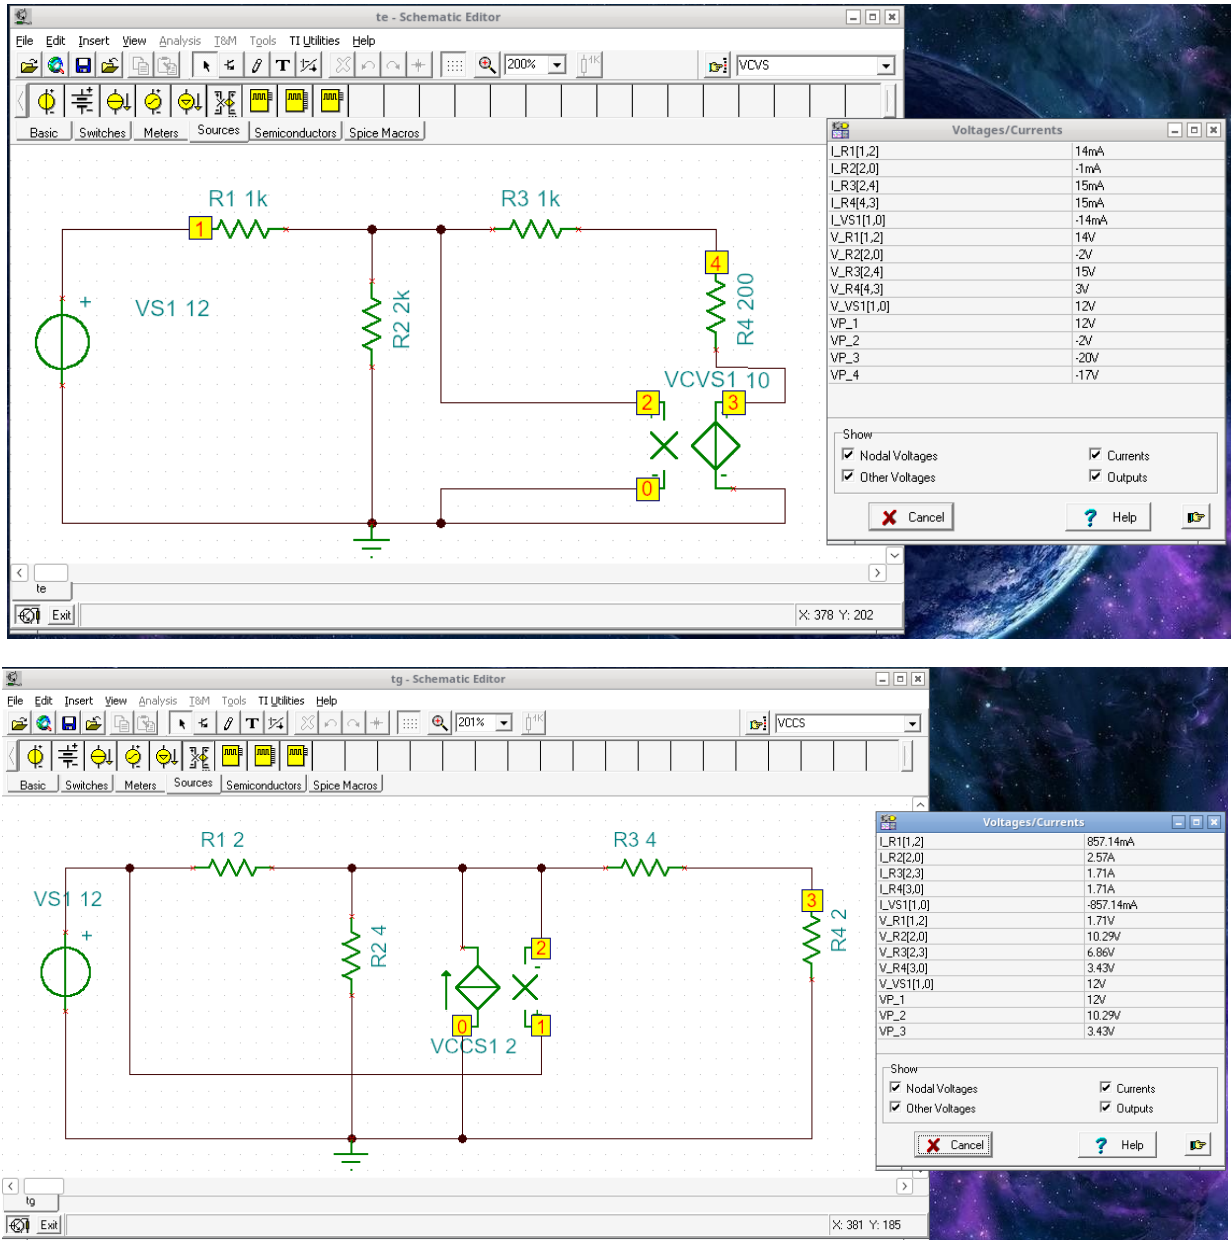 te - Schematic Editor
File Edit Insert View Analysis T&M Tools TI Utilities Help
200%
1K
VCVS
Basic Switches Meters Sources Semiconductors Spice Macros
R1 1k
R3 1k
1
4
VS1 12
R2 2k
R4 200
VCVS1 10
2
3
0
te
Exit
X: 378 Y: 202
Voltages/Currents
I_R1[1,2] 14mA
I_R2[2,0] -1mA
I_R3[2,4] 15mA
I_R4[4,3] 15mA
I_VS1[1,0] -14mA
V_R1[1,2] 14V
V_R2[2,0] -2V
V_R3[2,4] 15V
V_R4[4,3] 3V
V_VS1[1,0] 12V
VP_1 12V
VP_2 -2V
VP_3 -20V
VP_4 -17V
Show
Nodal Voltages Currents
Other Voltages Outputs
Cancel Help
tg - Schematic Editor
File Edit Insert View Analysis T&M Tools TI Utilities Help
201%
1K
VCCS
Basic Switches Meters Sources Semiconductors Spice Macros
R1 2
R3 4
VS1 12
3
R2 4
R4 2
2
0
1
VCCS1 2
tg
Exit
X: 381 Y: 185
Voltages/Currents
I_R1[1,2] 857.14mA
I_R2[2,0] 2.57A
I_R3[2,3] 1.71A
I_R4[3,0] 1.71A
I_VS1[1,0] -857.14mA
V_R1[1,2] 1.71V
V_R2[2,0] 10.29V
V_R3[2,3] 6.86V
V_R4[3,0] 3.43V
V_VS1[1,0] 12V
VP_1 12V
VP_2 10.29V
VP_3 3.43V
Show
Nodal Voltages Currents
Other Voltages Outputs
Cancel Help